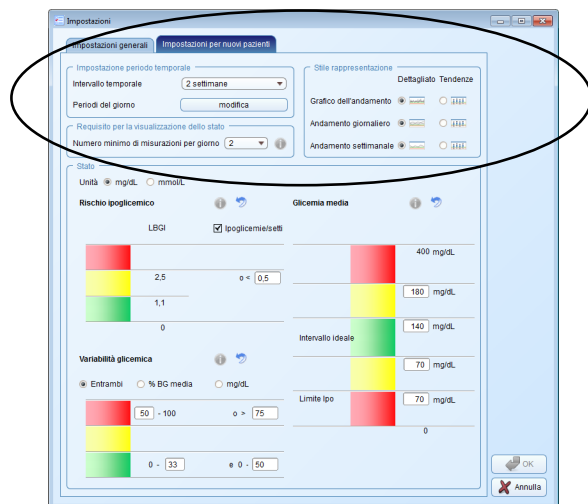 Impostazioni
Impostazioni generali Impostazioni per nuovi pazienti
Impostazione periodo temporale
Intervallo temporale 2 settimane
Periodi del giorno modifica
Requisito per la visualizzazione dello stato
Numero minimo di misurazioni per giorno 2
Stile rappresentazione
Dettagliato Tendenze
Grafico dell'andamento
Andamento giornaliero
Andamento settimanale
Stato
Unità mg/dL mmol/L
Rischio ipoglicemico
LBGI Ipoglicemie/setti
2,5 o < 0,5
1,1
0
Variabilità glicemica
Entrambi % BG media mg/dL
50 - 100 o > 75
0 - 33 e 0 - 50
Glicemia media
400 mg/dL
180 mg/dL
140 mg/dL
Intervallo ideale
70 mg/dL
Limite Ipo 70 mg/dL
0
OK
Annulla